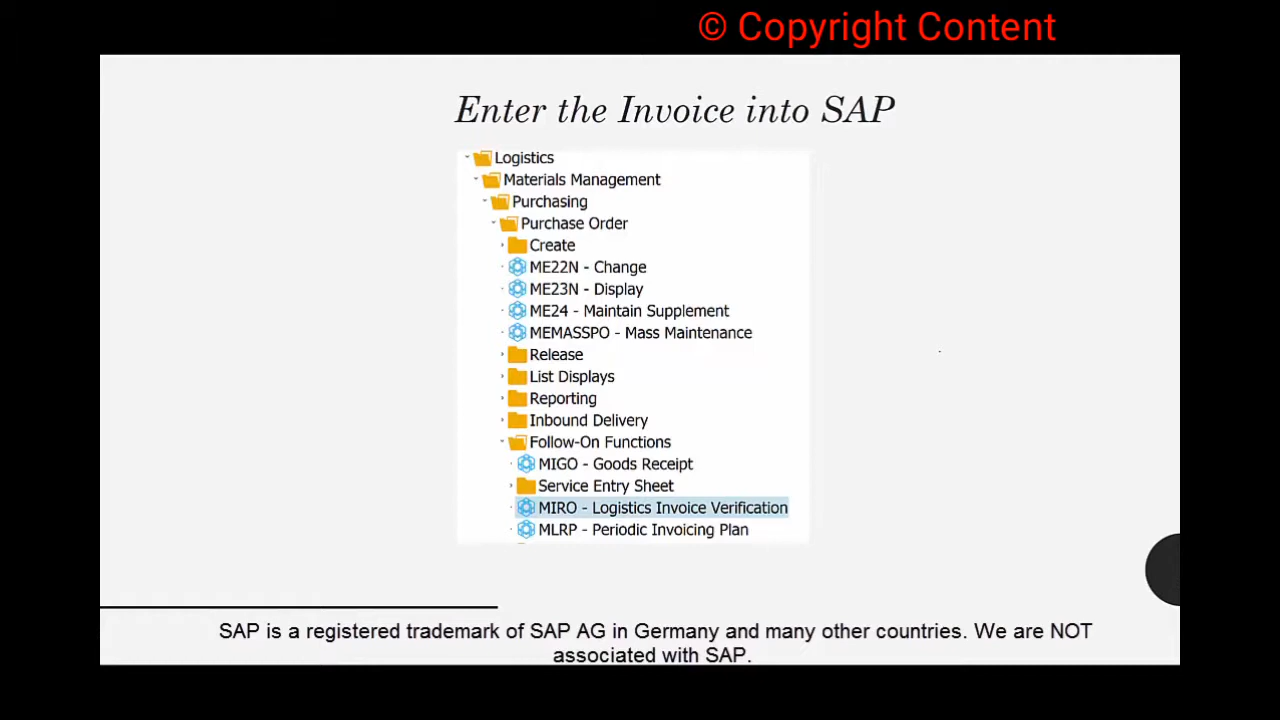 © Copyright Content
Enter the Invoice into SAP
Logistics
Materials Management
Purchasing
Purchase Order
Create
ME22N - Change
ME23N - Display
ME24 - Maintain Supplement
MEMASSPO - Mass Maintenance
Release
List Displays
Reporting
Inbound Delivery
Follow-On Functions
MIGO - Goods Receipt
Service Entry Sheet
MIRO - Logistics Invoice Verification
MLRP - Periodic Invoicing Plan
SAP is a registered trademark of SAP AG in Germany and many other countries. We are NOT
associated with SAP.